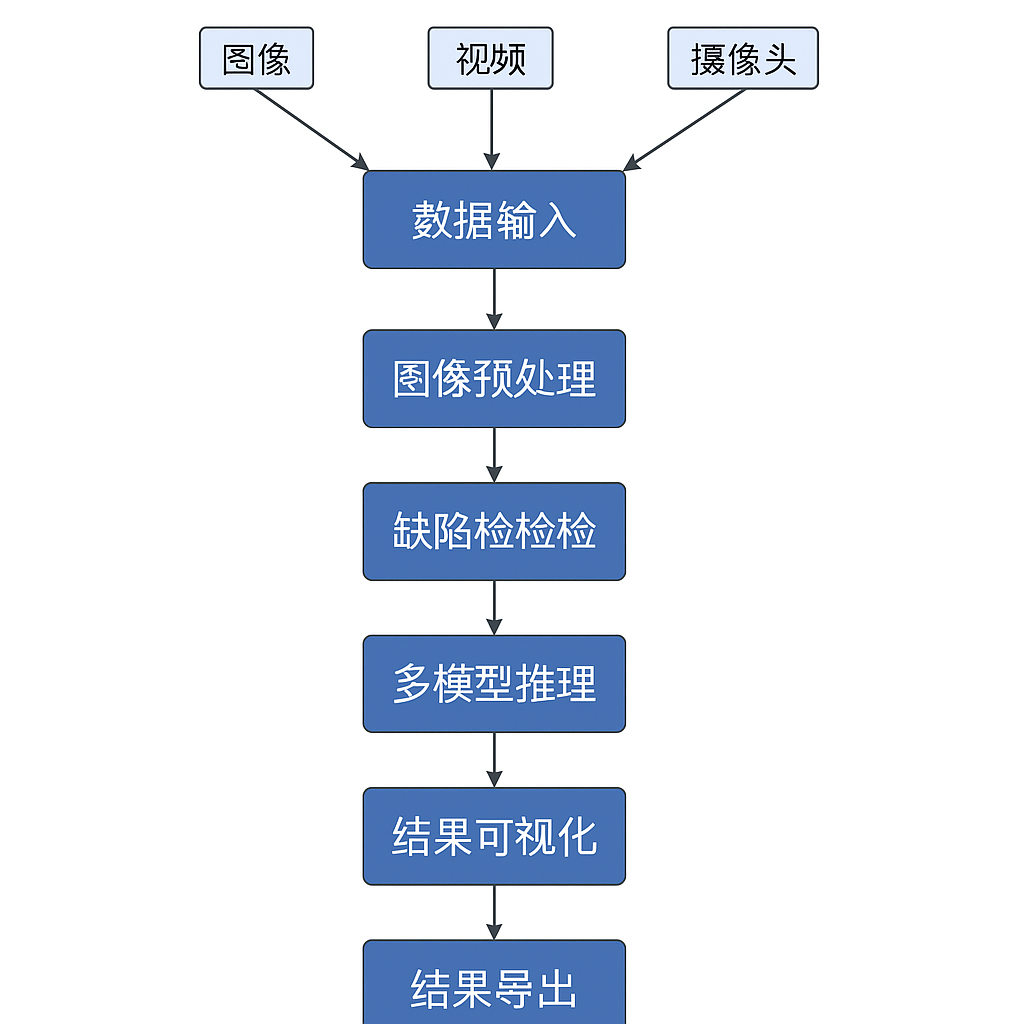 图像
视频
摄像头
数据输入
图像预处理
缺陷检检检
多模型推理
结果可视化
结果导出